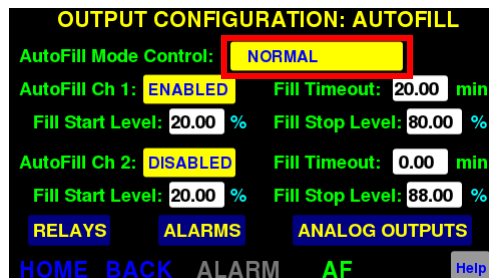 OUTPUT CONFIGURATION: AUTOFILL
AutoFill Mode Control: NORMAL
AutoFill Ch 1: ENABLED Fill Timeout: 20.00 min
Fill Start Level: 20.00 % Fill Stop Level: 80.00 %
AutoFill Ch 2: DISABLED Fill Timeout: 0.00 min
Fill Start Level: 20.00 % Fill Stop Level: 88.00 %
RELAYS ALARMS ANALOG OUTPUTS
HOME BACK ALARM AF Help